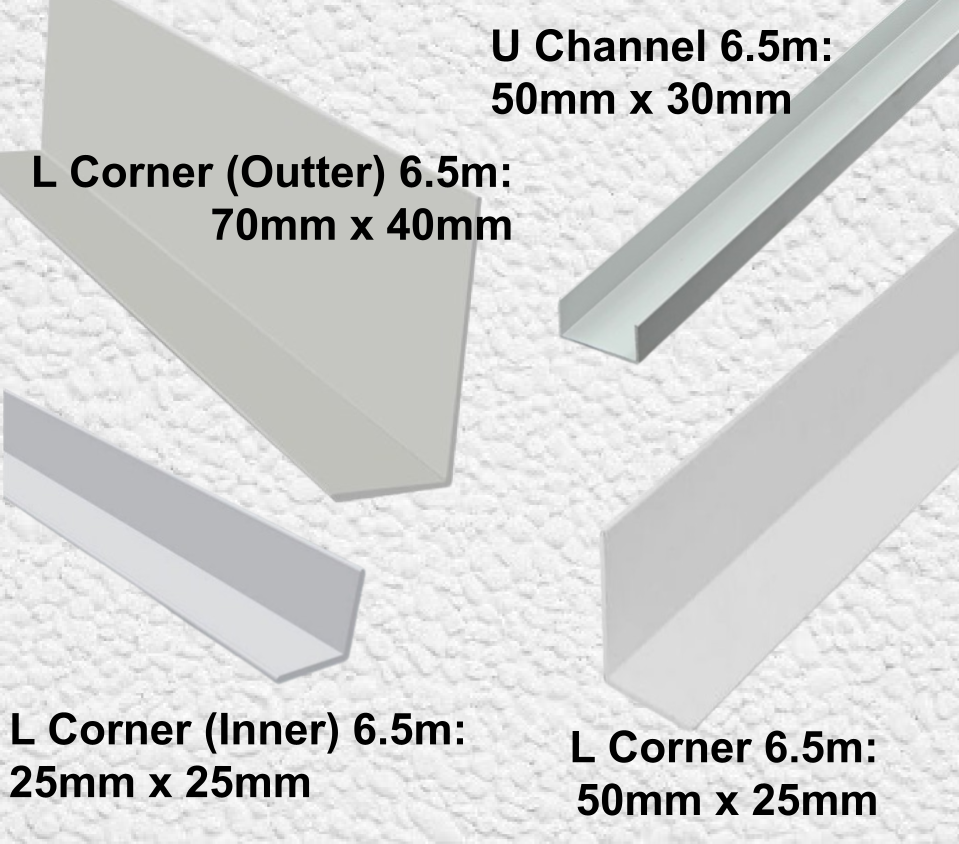 U Channel 6.5m:
50mm x 30mm
L Corner (Outter) 6.5m:
70mm x 40mm
L Corner (Inner) 6.5m:
25mm x 25mm
L Corner 6.5m:
50mm x 25mm